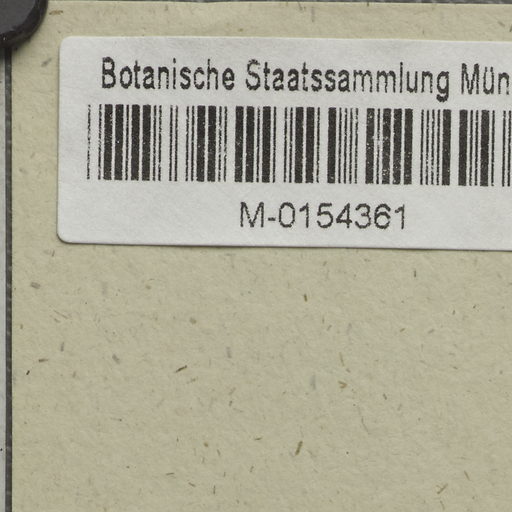 Botanische Staatssammlung Mün
M-0154361